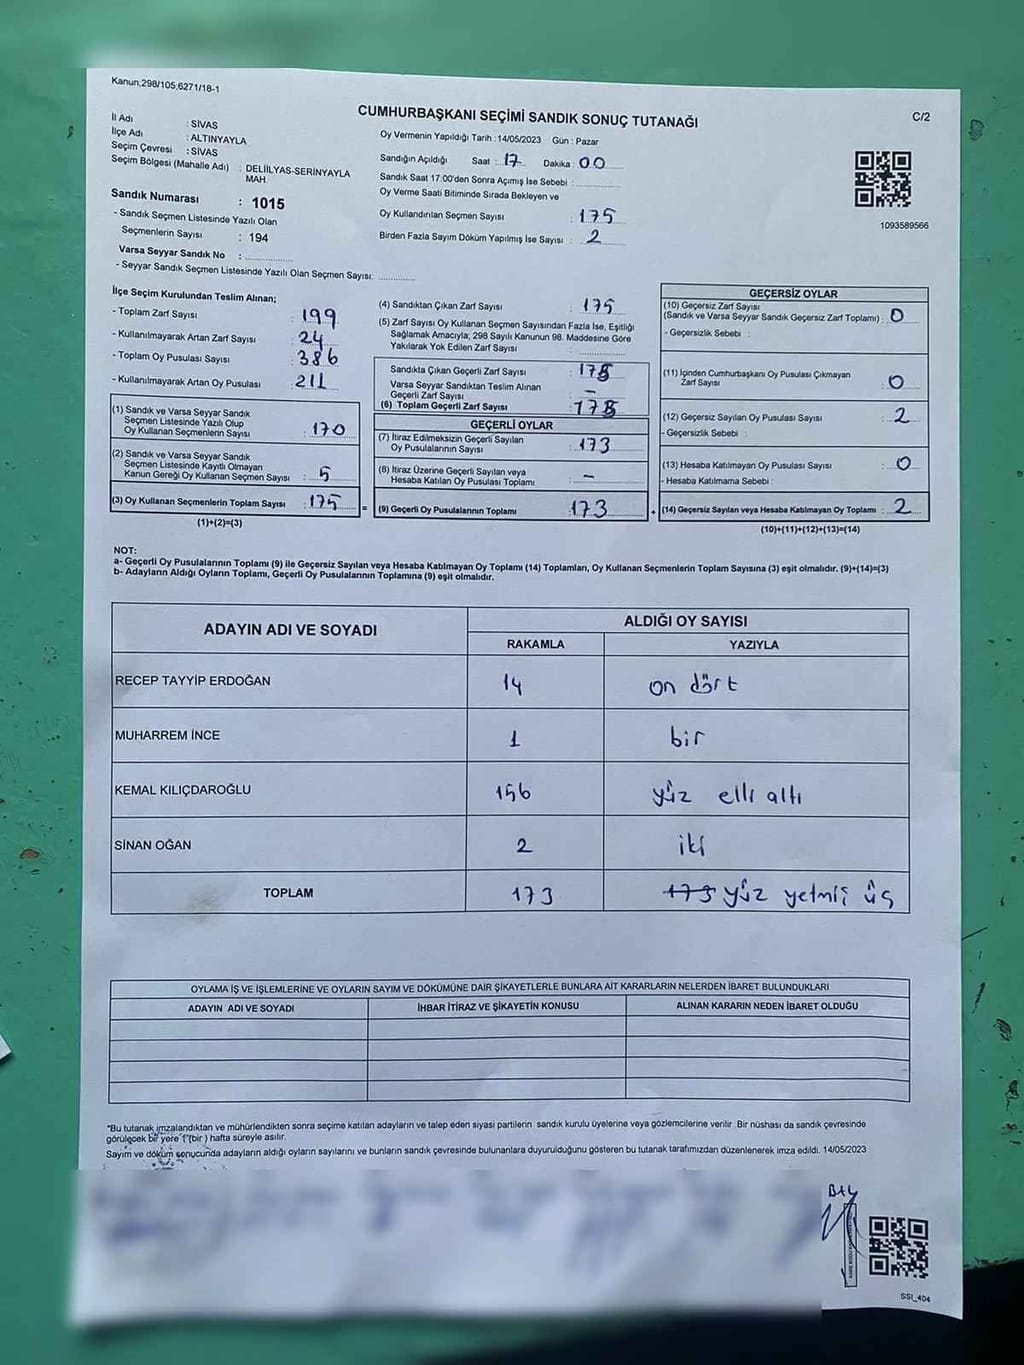 Kanun;298/105;6271/18-1
CUMHURBAŞKANI SEÇİMİ SANDIK SONUÇ TUTANAĞI
C/2
İl Adı : SİVAS
İlçe Adı : ALTINYAYLA
Seçim Çevresi : SİVAS
Seçim Bölgesi (Mahalle Adı) : DELİİLYAS-SERİNYAYLA
MAH.
Sandık Numarası : 1015
- Sandık Seçmen Listesinde Yazılı Olan
Seçmenlerin Sayısı : 194
Varsa Seyyar Sandık No :
- Seyyar Sandık Seçmen Listesinde Yazılı Olan Seçmen Sayısı:
Oy Vermenin Yapıldığı Tarih : 14/05/2023 Gün : Pazar
Sandığın Açıldığı Saat : 17 Dakika : 00
Sandık Saat 17:00'den Sonra Açımış İse Sebebi :
Oy Verme Saati Bitiminde Sırada Bekleyen ve
Oy Kullandırılan Seçmen Sayısı : 175
Birden Fazla Sayım Döküm Yapılmış İse Sayısı : 2
1093589566
İlçe Seçim Kurulundan Teslim Alınan;
- Toplam Zarf Sayısı : 199
- Kullanılmayarak Artan Zarf Sayısı : 24
- Toplam Oy Pusulası Sayısı : 386
- Kullanılmayarak Artan Oy Pusulası : 211
(1) Sandık ve Varsa Seyyar Sandık
Seçmen Listesinde Yazılı Olup
Oy Kullanan Seçmenlerin Sayısı : 170
(2) Sandık ve Varsa Seyyar Sandık
Seçmen Listesinde Kayıtlı Olmayan
Kanun Gereği Oy Kullanan Seçmen Sayısı : 5
(3) Oy Kullanan Seçmenlerin Toplam Sayısı : 175 =
(1)+(2)=(3)
(4) Sandıktan Çıkan Zarf Sayısı : 175
(5) Zarf Sayısı Oy Kullanan Seçmen Sayısından Fazla İse, Eşitliği
Sağlamak Amacıyla; 298 Sayılı Kanunun 98. Maddesine Göre
Yakılarak Yok Edilen Zarf Sayısı :
Sandıkta Çıkan Geçerli Zarf Sayısı : 175
Varsa Seyyar Sandıktan Teslim Alınan
Geçerli Zarf Sayısı : -
(6) Toplam Geçerli Zarf Sayısı : 175
GEÇERLİ OYLAR
(7) İtiraz Edilmeksizin Geçerli Sayılan
Oy Pusulalarının Sayısı : 173
(8) İtiraz Üzerine Geçerli Sayılan veya
Hesaba Katılan Oy Pusulası Toplamı : -
(9) Geçerli Oy Pusulalarının Toplamı : 173 +
GEÇERSİZ OYLAR
(10) Geçersiz Zarf Sayısı
(Sandık ve Varsa Seyyar Sandık Geçersiz Zarf Toplamı) : 0
- Geçersizlik Sebebi :
(11) İçinden Cumhurbaşkanı Oy Pusulası Çıkmayan
Zarf Sayısı : 0
(12) Geçersiz Sayılan Oy Pusulası Sayısı : 2
- Geçersizlik Sebebi :
(13) Hesaba Katılmayan Oy Pusulası Sayısı : 0
- Hesaba Katılmama Sebebi :
(14) Geçersiz Sayılan veya Hesaba Katılmayan Oy Toplamı : 2
(10)+(11)+(12)+(13)=(14)
NOT:
a- Geçerli Oy Pusulalarının Toplamı (9) ile Geçersiz Sayılan veya Hesaba Katılmayan Oy Toplamı (14) Toplamları, Oy Kullanan Seçmenlerin Toplam Sayısına (3) eşit olmalıdır. (9)+(14)=(3)
b- Adayların Aldığı Oyların Toplamı, Geçerli Oy Pusulalarının Toplamına (9) eşit olmalıdır.
ADAYIN ADI VE SOYADI ALDIĞI OY SAYISI
RAKAMLA YAZIYLA
RECEP TAYYİP ERDOĞAN 14 on dört
MUHARREM İNCE 1 bir
KEMAL KILIÇDAROĞLU 156 yüz elli altı
SİNAN OĞAN 2 iki
TOPLAM 173 173 yüz yetmiş üç
OYLAMA İŞ VE İŞLEMLERİNE VE OYLARIN SAYIM VE DÖKÜMÜNE DAİR ŞİKAYETLERLE BUNLARA AİT KARARLARIN NELERDEN İBARET BULUNDUKLARI
ADAYIN ADI VE SOYADI İHBAR İTİRAZ VE ŞİKAYETİN KONUSU ALINAN KARARIN NEDEN İBARET OLDUĞU
*Bu tutanak imzalandıktan ve mühürlendikten sonra seçime katılan adayların ve talep eden siyasi partilerin sandık kurulu üyelerine veya gözlemcilerine verilir. Bir nüshası da sandık çevresinde
görülecek bir yere 1 (bir) hafta süreyle asılır.
Sayım ve döküm sonucunda adayların aldığı oyların sayılarını ve bunların sandık çevresinde bulunanlara duyurulduğunu gösteren bu tutanak tarafımızdan düzenlenerek imza edildi. 14/05/2023
SSI_404